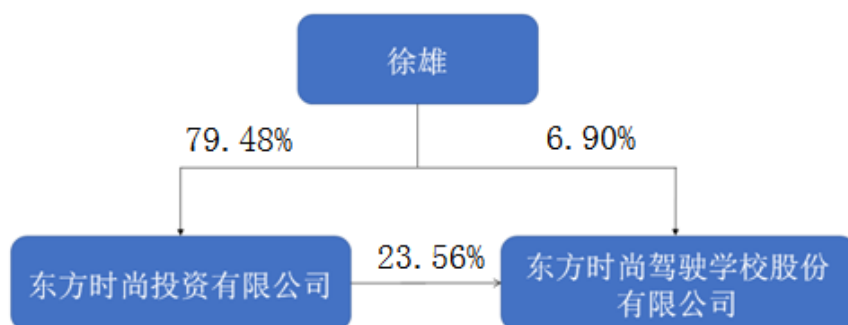 徐雄
79.48%
6.90%
东方时尚投资有限公司
23.56%
东方时尚驾驶学校股份
有限公司